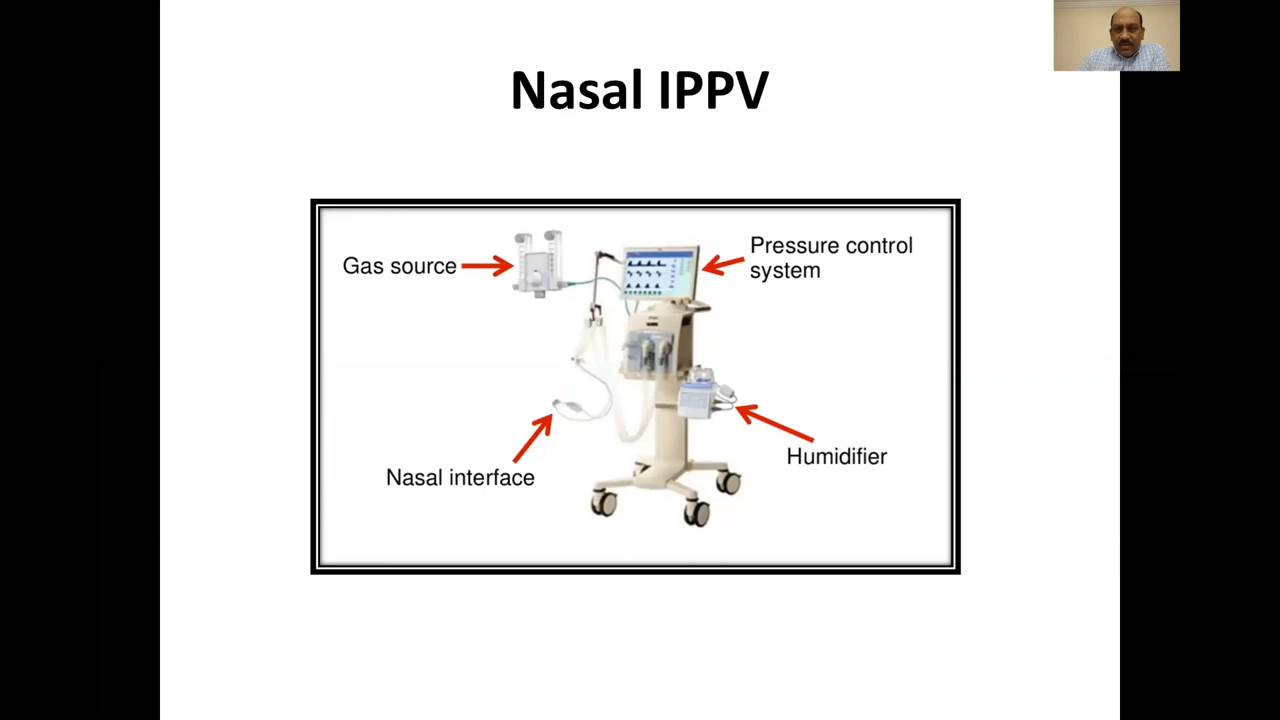 Nasal IPPV
Gas source
Pressure control
system
Nasal interface
Humidifier